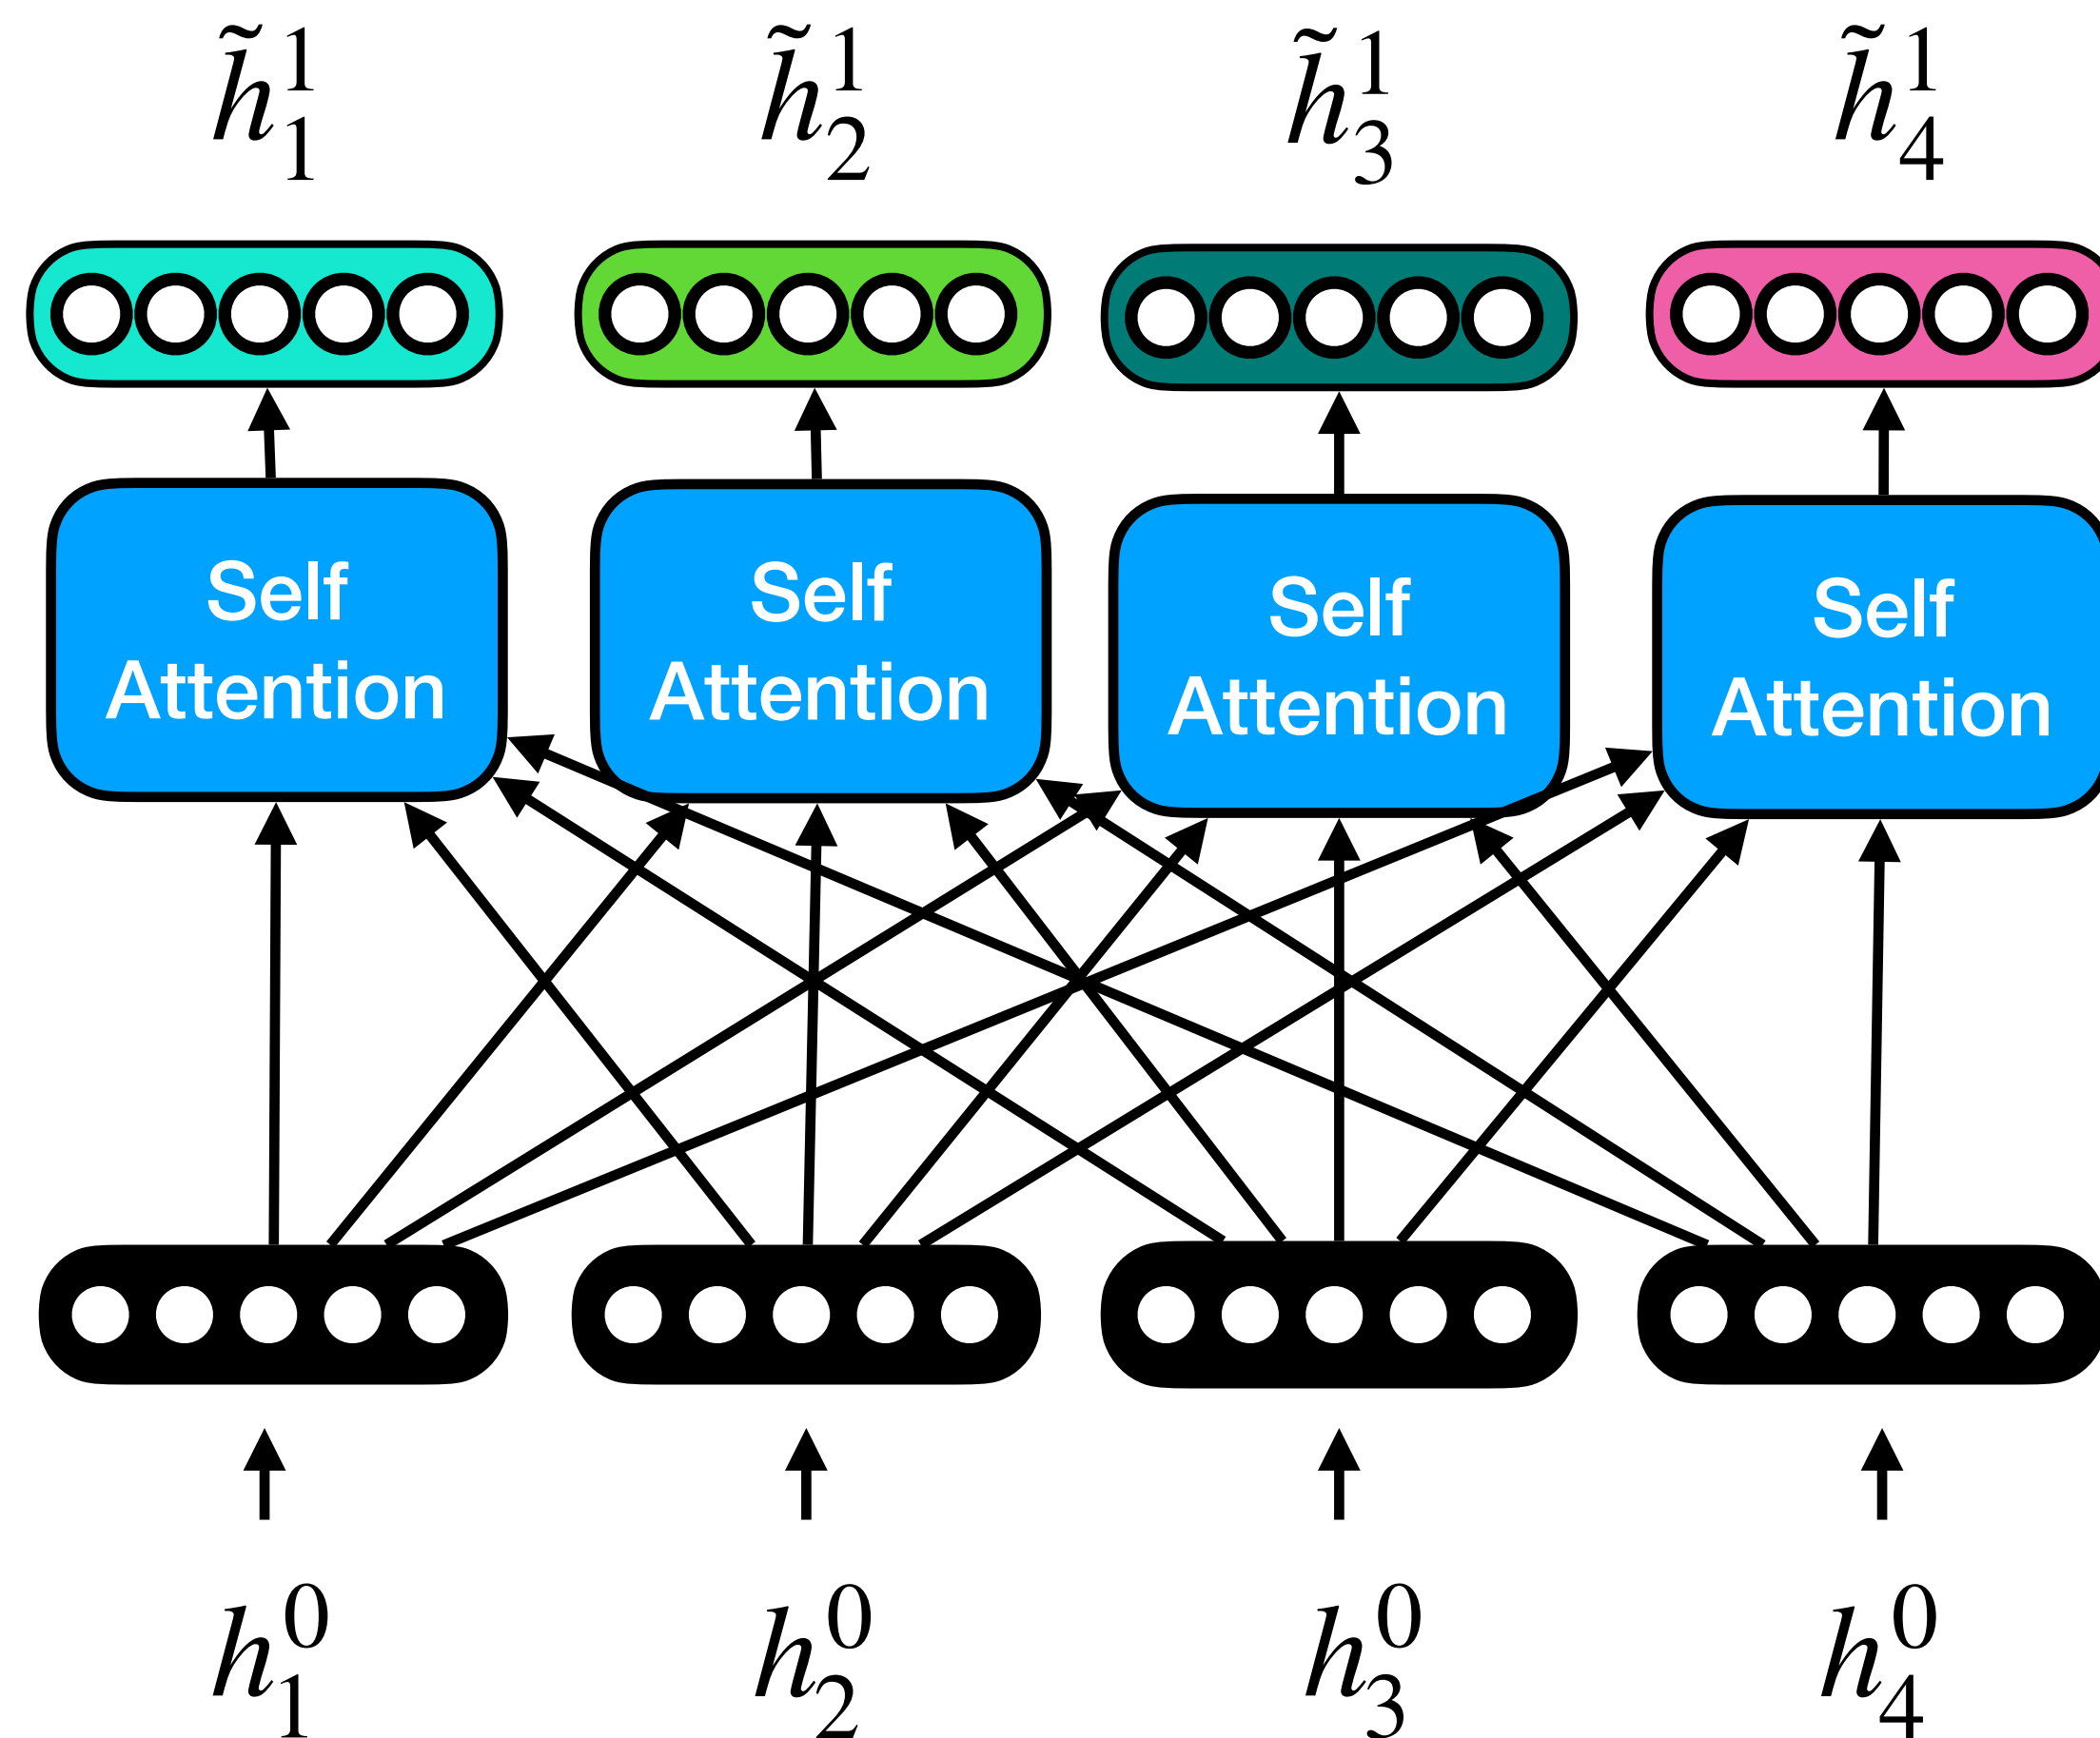 h̃₁¹ h̃₂¹ h̃₃¹ h̃₄¹
Self Attention
Self Attention
Self Attention
Self Attention
h₁⁰ h₂⁰ h₃⁰ h₄⁰